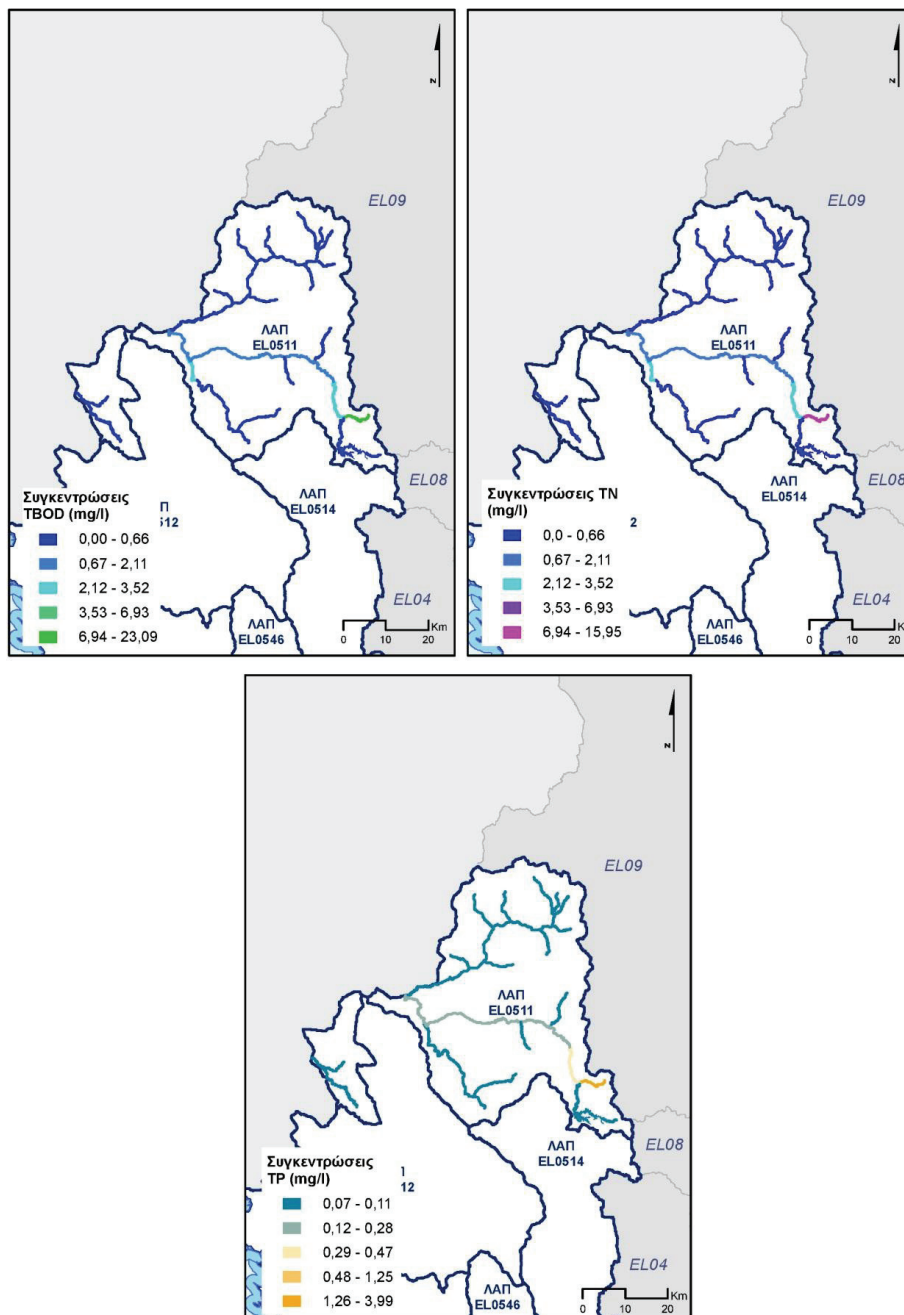 N
EL09
ΛΑΠ
EL0511
EL08
ΛΑΠ
EL0514
Συγκεντρώσεις
TBOD (mg/l)
0,00 - 0,66
0,67 - 2,11
2,12 - 3,52
3,53 - 6,93
6,94 - 23,09
EL04
ΛΑΠ
EL0546
0 10 20
Km
N
EL09
ΛΑΠ
EL0511
EL08
ΛΑΠ
EL0514
Συγκεντρώσεις TN
(mg/l)
2
0,0 - 0,66
0,67 - 2,11
2,12 - 3,52
3,53 - 6,93
6,94 - 15,95
EL04
ΛΑΠ
EL0546
0 10 20
Km
N
EL09
ΛΑΠ
EL0511
EL08
ΛΑΠ
EL0514
Συγκεντρώσεις
TP (mg/l)
12
0,07 - 0,11
0,12 - 0,28
0,29 - 0,47
0,48 - 1,25
1,26 - 3,99
EL04
ΛΑΠ
EL0546
0 10 20
Km